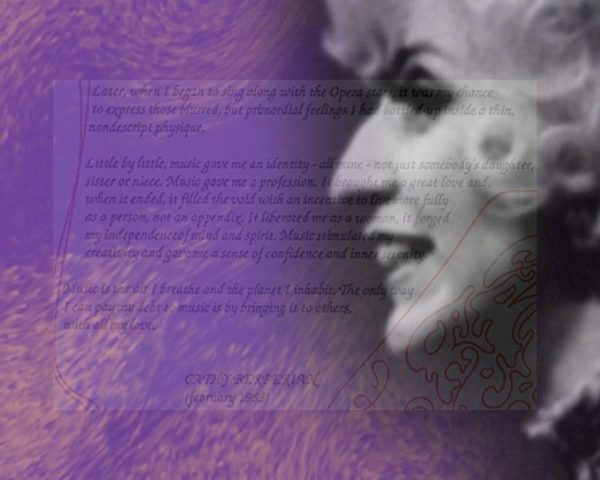 Later, when I began to sing along with the Opera stars, it was my chance
to express those blurred, but primordial feelings I had bottled up inside a thin,
nondescript physique.
Little by little, music gave me an identity - all mine - not just somebody's daughter,
sister or niece. Music gave me a profession. It brought me a great love and,
when it ended, it filled the void with an incentive to live more fully
as a person, not an appendix. It liberated me as a woman, it forged
my independence of mind and spirit. Music stimulated my
creativity and gave me a sense of confidence and inner serenity.
Music is the air I breathe and the planet I inhabit. The only way
I can pay my debt to music is by bringing it to others,
with all my love.
CATHY BERBERIAN
(february 1983)